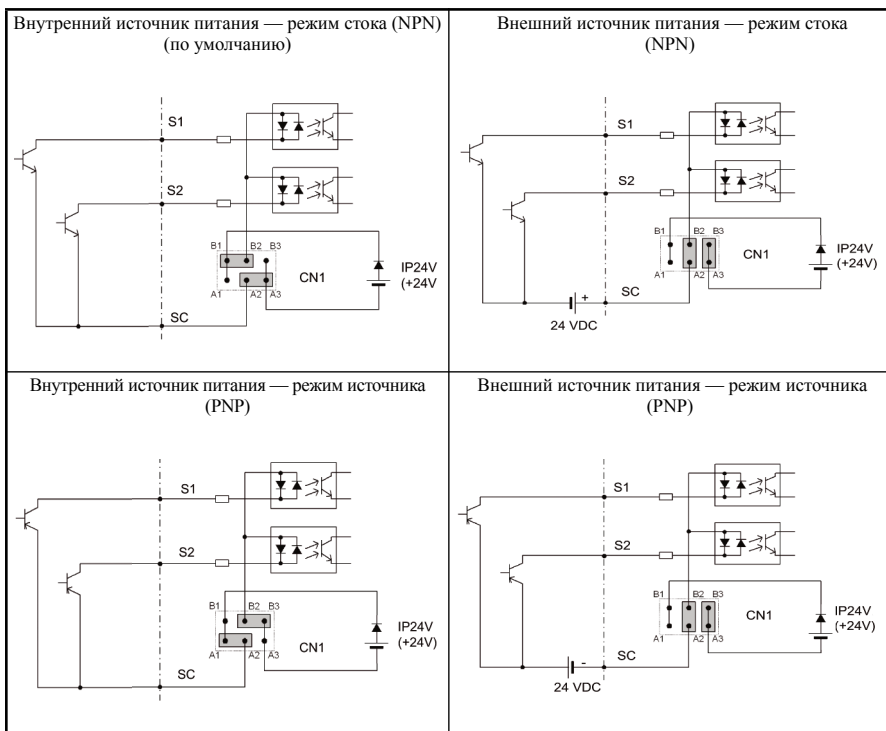 Внутренний источник питания — режим стока (NPN)
(по умолчанию)
S1
S2
B1 B2 B3
CN1
IP24V
(+24V
A1 A2 A3
SC
Внешний источник питания — режим стока
(NPN)
S1
S2
B1 B2 B3
CN1
IP24V
(+24V)
A1 A2 A3
+
SC
24 VDC
Внутренний источник питания — режим источника
(PNP)
S1
S2
B1 B2 B3
CN1
IP24V
(+24V)
A1 A2 A3
SC
Внешний источник питания — режим источника
(PNP)
S1
S2
B1 B2 B3
CN1
IP24V
(+24V)
A1 A2 A3
-
SC
24 VDC